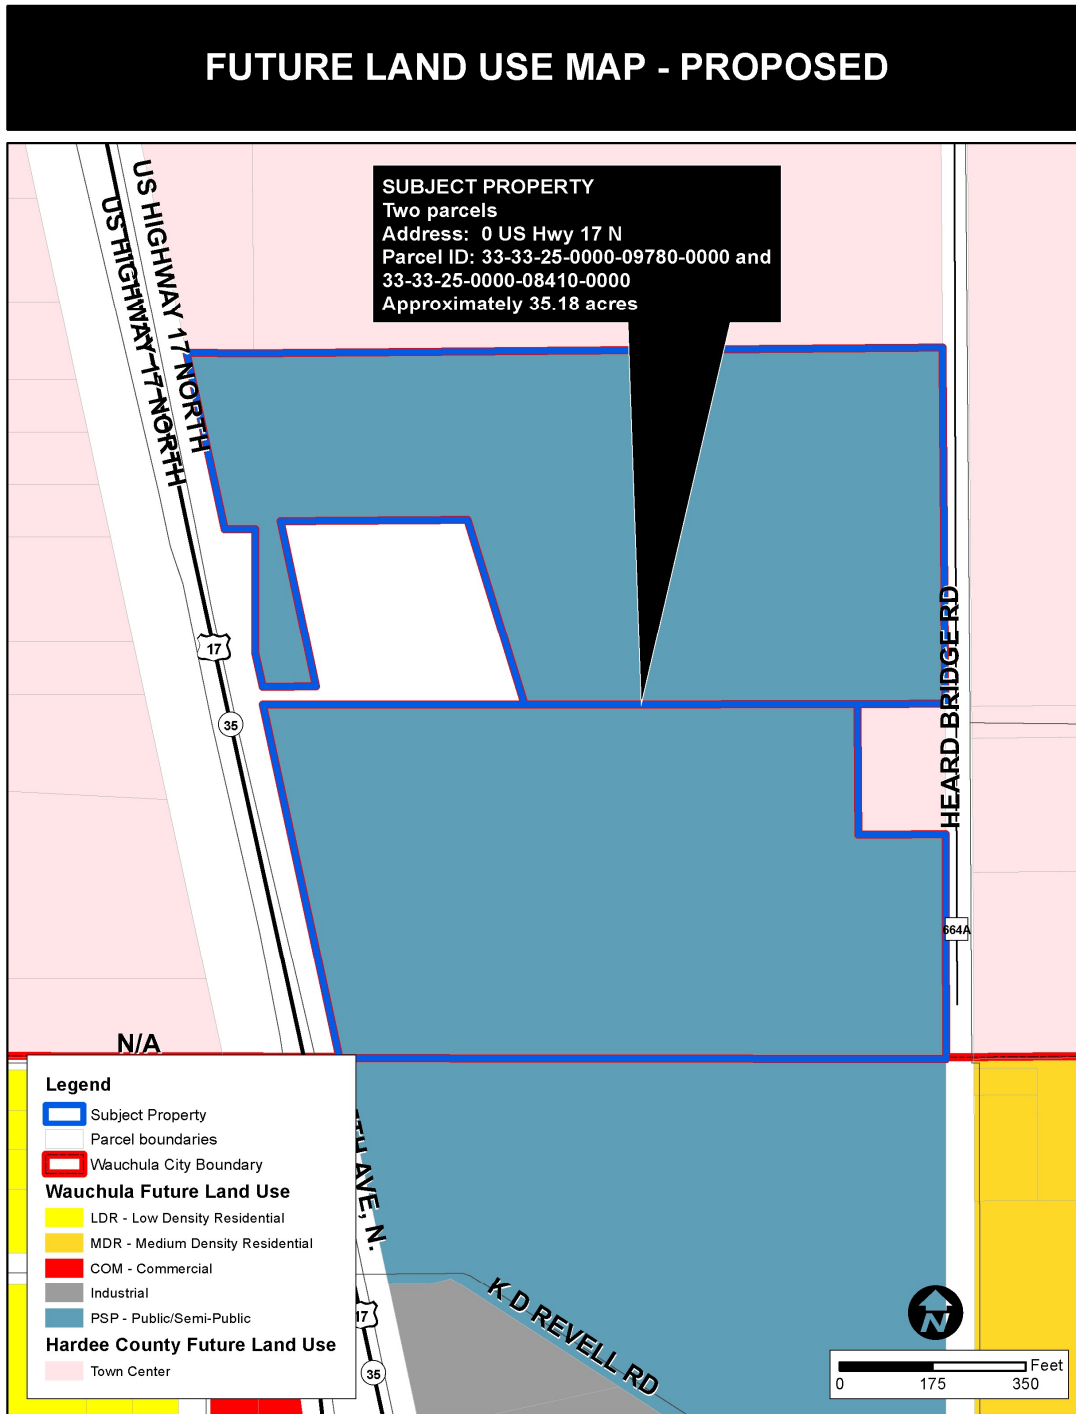 FUTURE LAND USE MAP - PROPOSED
US HIGHWAY 17 NORTH
US HIGHWAY 17 NORTH
SUBJECT PROPERTY
Two parcels
Address: 0 US Hwy 17 N
Parcel ID: 33-33-25-0000-09780-0000 and
33-33-25-0000-08410-0000
Approximately 35.18 acres
17
35
HEARD BRIDGE RD
664A
N/A
Legend
Subject Property
Parcel boundaries
Wauchula City Boundary
Wauchula Future Land Use
LDR - Low Density Residential
MDR - Medium Density Residential
COM - Commercial
Industrial
PSP - Public/Semi-Public
Hardee County Future Land Use
Town Center
TH AVE, N.
17
35
K D REVELL RD
N
Feet
0 175 350